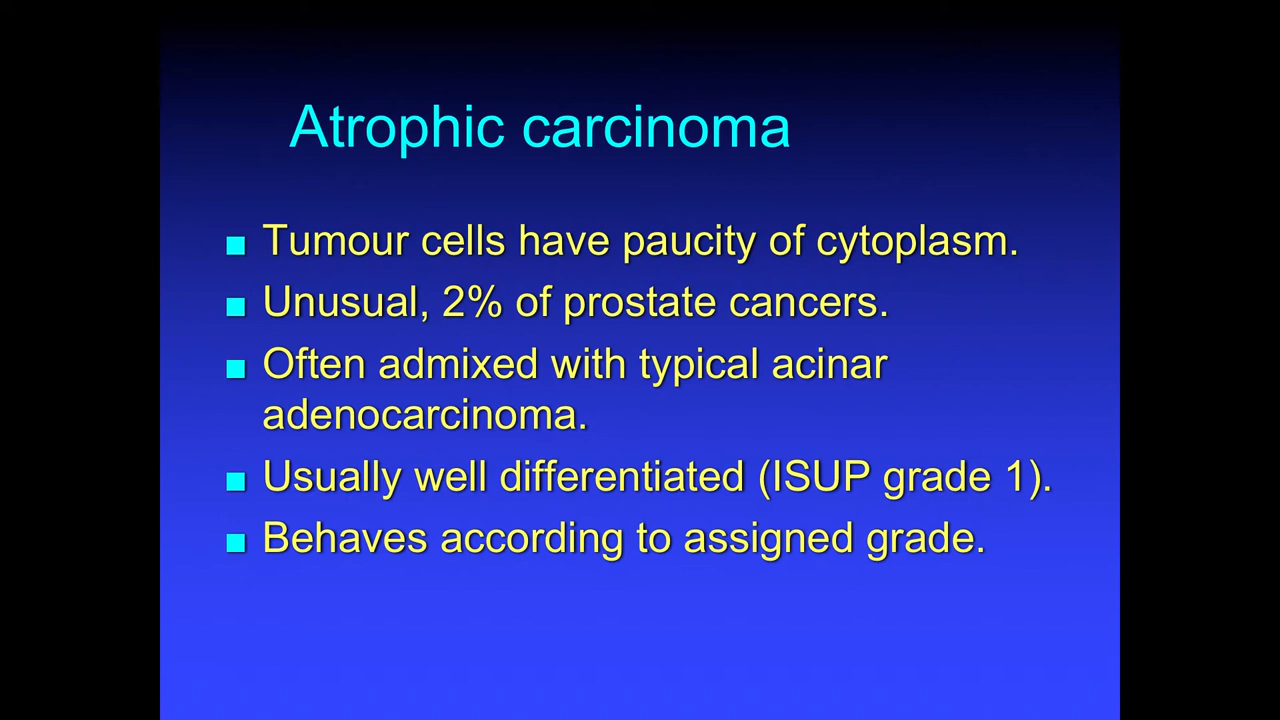 Atrophic carcinoma
Tumour cells have paucity of cytoplasm.
Unusual, 2% of prostate cancers.
Often admixed with typical acinar
adenocarcinoma.
Usually well differentiated (ISUP grade 1).
Behaves according to assigned grade.